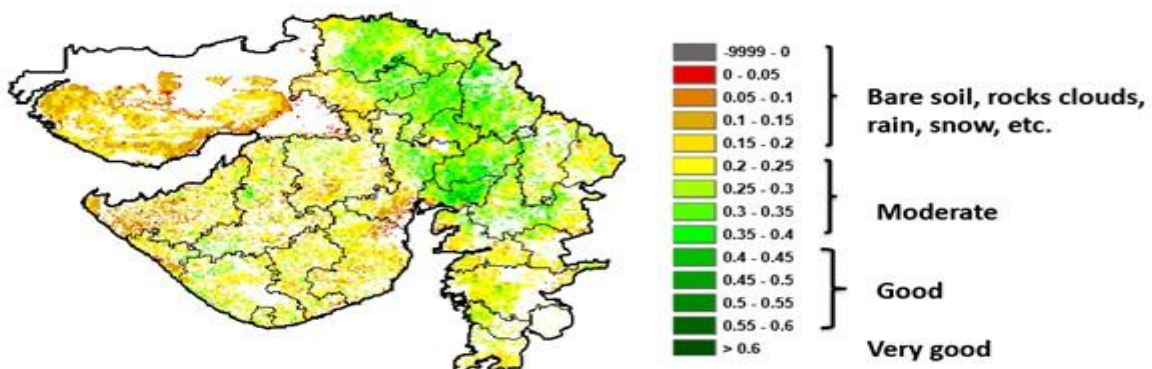 -9999 - 0
0 - 0.05
0.05 - 0.1
0.1 - 0.15
0.15 - 0.2
0.2 - 0.25
0.25 - 0.3
0.3 - 0.35
0.35 - 0.4
0.4 - 0.45
0.45 - 0.5
0.5 - 0.55
0.55 - 0.6
> 0.6
Bare soil, rocks clouds,
rain, snow, etc.
Moderate
Good
Very good